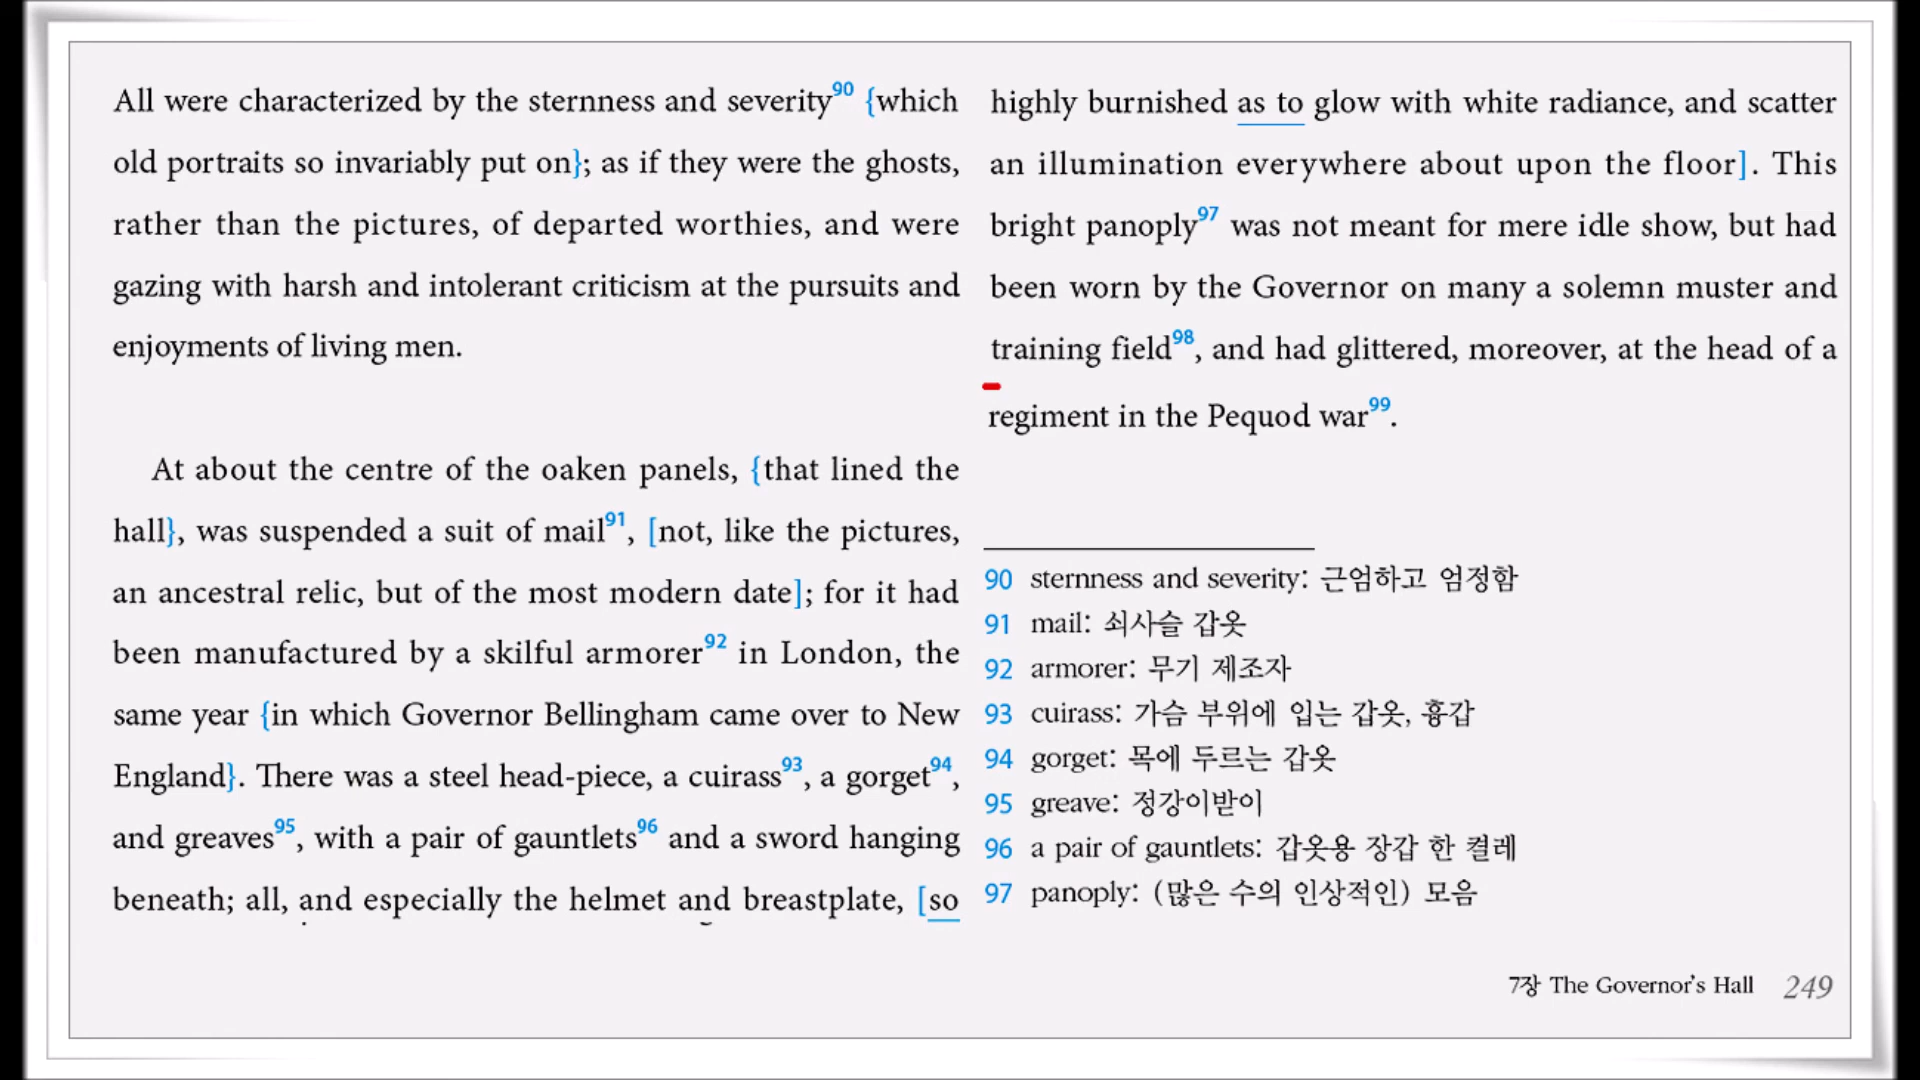 All were characterized by the sternness and severity90 {which
old portraits so invariably put on}; as if they were the ghosts,
rather than the pictures, of departed worthies, and were
gazing with harsh and intolerant criticism at the pursuits and
enjoyments of living men.
At about the centre of the oaken panels, {that lined the
hall}, was suspended a suit of mail91, [not, like the pictures,
an ancestral relic, but of the most modern date]; for it had
been manufactured by a skilful armorer92 in London, the
same year {in which Governor Bellingham came over to New
England}. There was a steel head-piece, a cuirass93, a gorget94,
and greaves95, with a pair of gauntlets96 and a sword hanging
beneath; all, and especially the helmet and breastplate, [so
highly burnished as to glow with white radiance, and scatter
an illumination everywhere about upon the floor]. This
bright panoply97 was not meant for mere idle show, but had
been worn by the Governor on many a solemn muster and
training field98, and had glittered, moreover, at the head of a
regiment in the Pequod war99.
90 sternness and severity: 근엄하고 엄정함
91 mail: 쇠사슬 갑옷
92 armorer: 무기 제조자
93 cuirass: 가슴 부위에 입는 갑옷, 흉갑
94 gorget: 목에 두르는 갑옷
95 greave: 정강이받이
96 a pair of gauntlets: 갑옷용 장갑 한 켤레
97 panoply: (많은 수의 인상적인) 모음
7장 The Governor's Hall 249